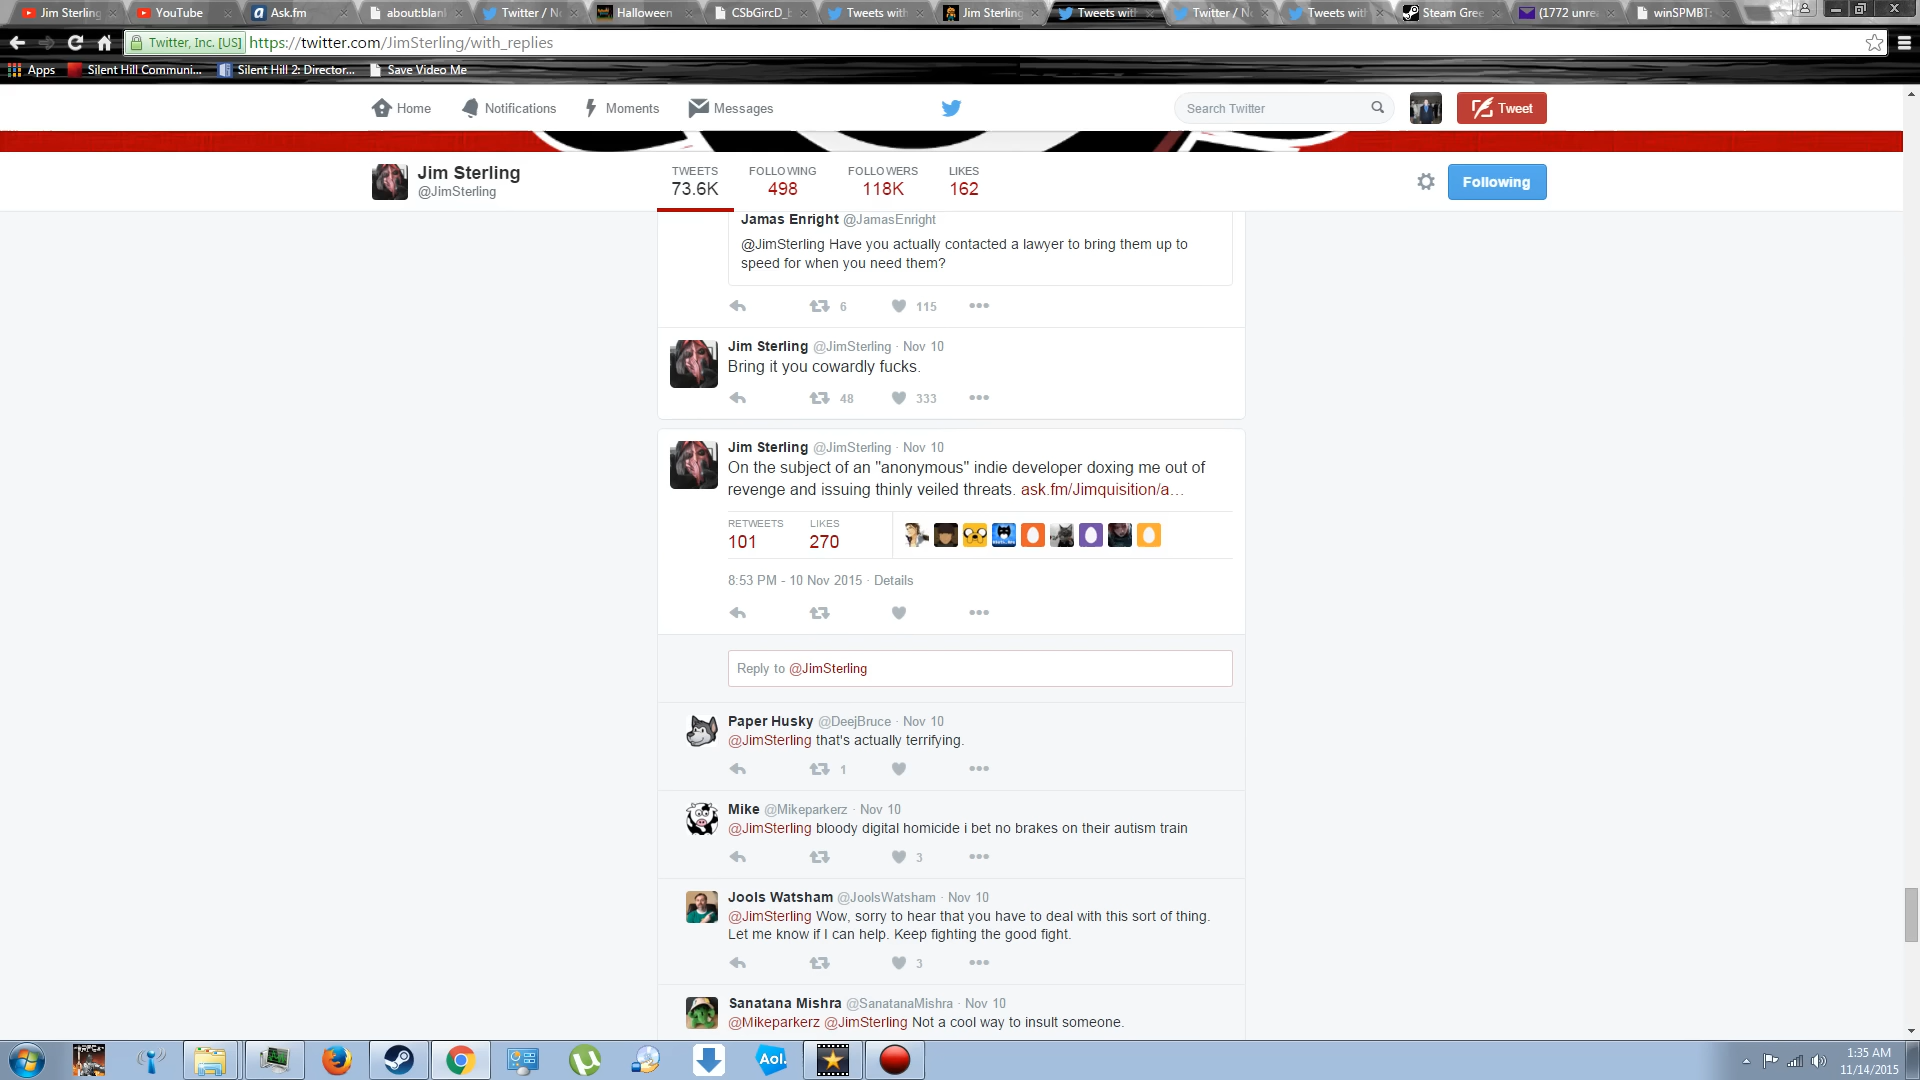 Jim Sterling
YouTube
Ask.fm
about:blan
Twitter / No
Halloween
CSbGircD_b
Tweets with
Jim Sterling
Tweets wit
Twitter / No
Tweets with
Steam Gree
(1772 unre
winSPMBT:
Twitter, Inc. [US] https://twitter.com/JimSterling/with_replies
Apps Silent Hill Communi... Silent Hill 2: Director... Save Video Me
Home Notifications Moments Messages Search Twitter Tweet
Jim Sterling
@JimSterling
TWEETS FOLLOWING FOLLOWERS LIKES
73.6K 498 118K 162
Following
Jamas Enright @JamasEnright
@JimSterling Have you actually contacted a lawyer to bring them up to
speed for when you need them?
6 115
Jim Sterling @JimSterling · Nov 10
Bring it you cowardly fucks.
48 333
Jim Sterling @JimSterling · Nov 10
On the subject of an "anonymous" indie developer doxing me out of
revenge and issuing thinly veiled threats. ask.fm/Jimquisition/a…
RETWEETS LIKES
101 270
8:53 PM - 10 Nov 2015 · Details
Reply to @JimSterling
Paper Husky @DeejBruce · Nov 10
@JimSterling that's actually terrifying.
1
Mike @Mikeparkerz · Nov 10
@JimSterling bloody digital homicide i bet no brakes on their autism train
3
Jools Watsham @JoolsWatsham · Nov 10
@JimSterling Wow, sorry to hear that you have to deal with this sort of thing.
Let me know if I can help. Keep fighting the good fight.
3
Sanatana Mishra @SanatanaMishra · Nov 10
@Mikeparkerz @JimSterling Not a cool way to insult someone.
Aol.
1:35 AM
11/14/2015